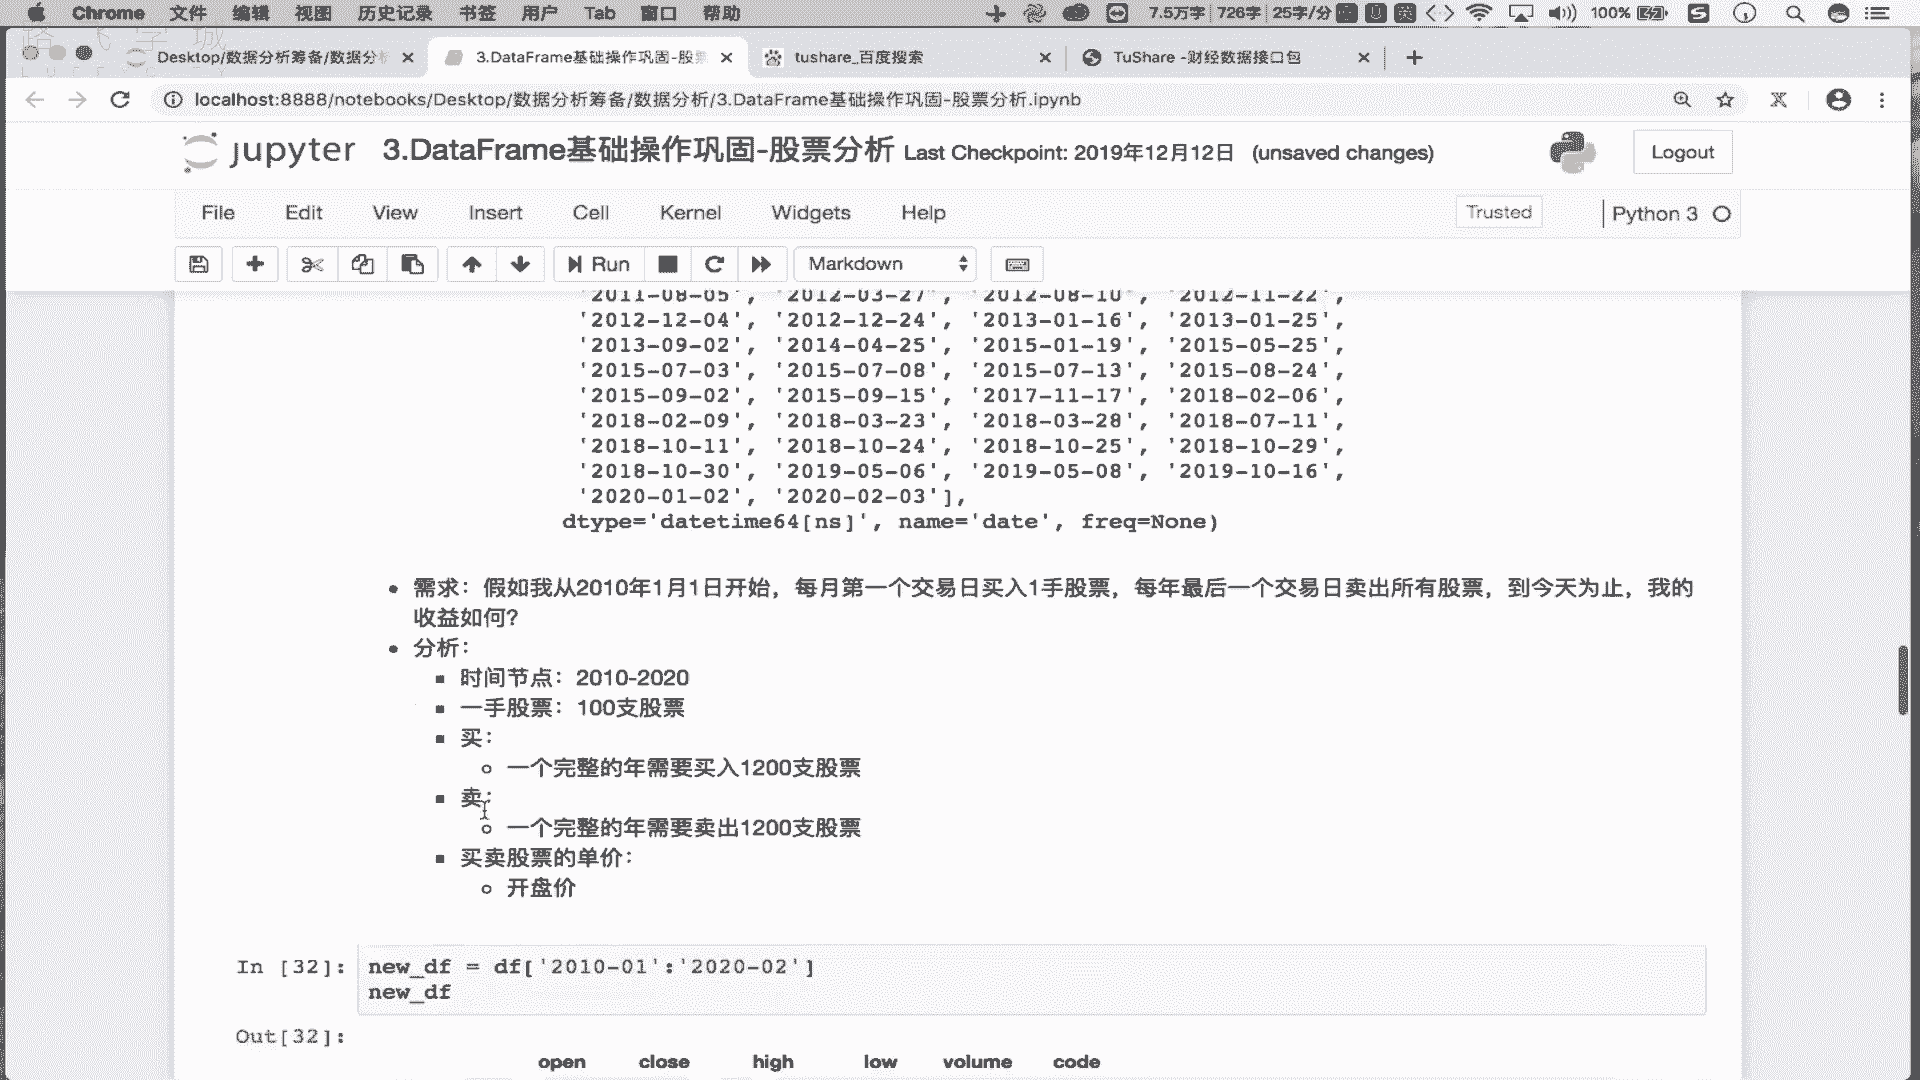 Chrome 文件 编辑 视图 历史记录 书签 用户 Tab 窗口 帮助 7.5万字 726字 25字/分 英 100%
Desktop/数据分析筹备/数据分析 3.DataFrame基础操作巩固-股票 tushare_百度搜索 TuShare -财经数据接口包
localhost:8888/notebooks/Desktop/数据分析筹备/数据分析/3.DataFrame基础操作巩固-股票分析.ipynb
jupyter 3.DataFrame基础操作巩固-股票分析 Last Checkpoint: 2019年12月12日 (unsaved changes) Logout
File Edit View Insert Cell Kernel Widgets Help Trusted Python 3
Run Markdown
'2011-08-05', '2012-03-27', '2012-08-10', '2012-11-22',
'2012-12-04', '2012-12-24', '2013-01-16', '2013-01-25',
'2013-09-02', '2014-04-25', '2015-01-19', '2015-05-25',
'2015-07-03', '2015-07-08', '2015-07-13', '2015-08-24',
'2015-09-02', '2015-09-15', '2017-11-17', '2018-02-06',
'2018-02-09', '2018-03-23', '2018-03-28', '2018-07-11',
'2018-10-11', '2018-10-24', '2018-10-25', '2018-10-29',
'2018-10-30', '2019-05-06', '2019-05-08', '2019-10-16',
'2020-01-02', '2020-02-03'],
dtype='datetime64[ns]', name='date', freq=None)
需求：假如我从2010年1月1日开始，每月第一个交易日买入1手股票，每年最后一个交易日卖出所有股票，到今天为止，我的
收益如何？
分析：
时间节点：2010-2020
一手股票：100支股票
买：
一个完整的年需要买入1200支股票
卖：
一个完整的年需要卖出1200支股票
买卖股票的单价：
开盘价
In [32]: new_df = df['2010-01':'2020-02']
new_df
Out[32]:
open close high low volume code